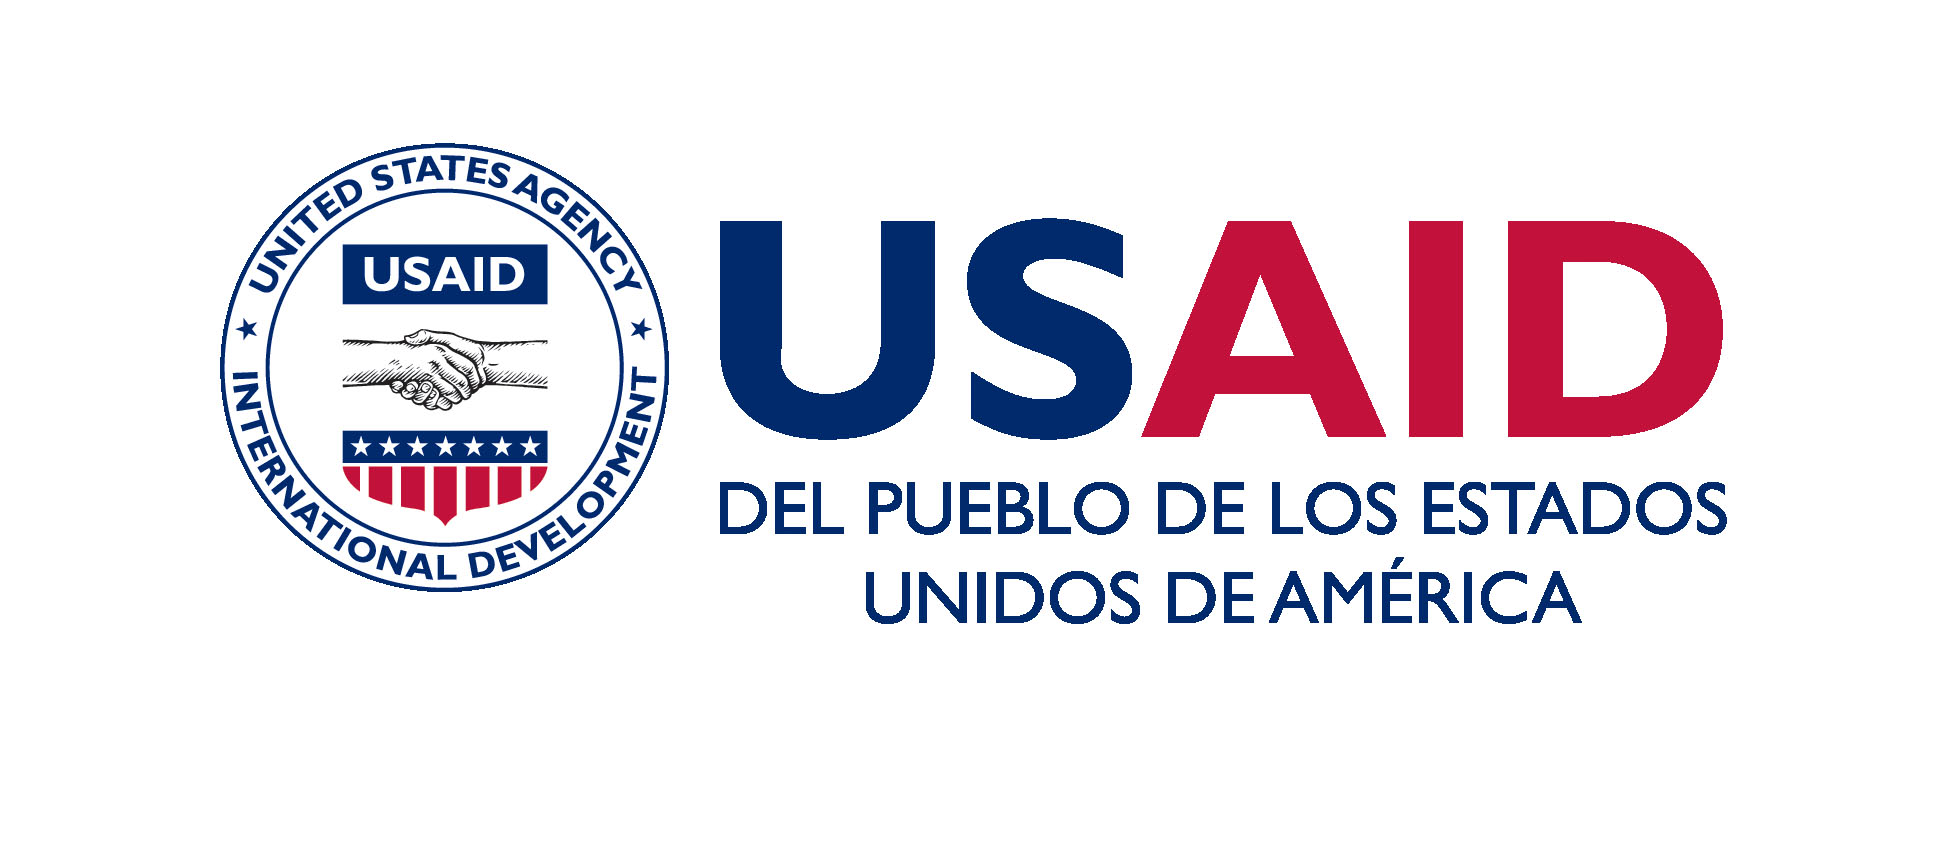 UNITED STATES AGENCY
INTERNATIONAL DEVELOPMENT
USAID
USAID
DEL PUEBLO DE LOS ESTADOS
UNIDOS DE AMÉRICA